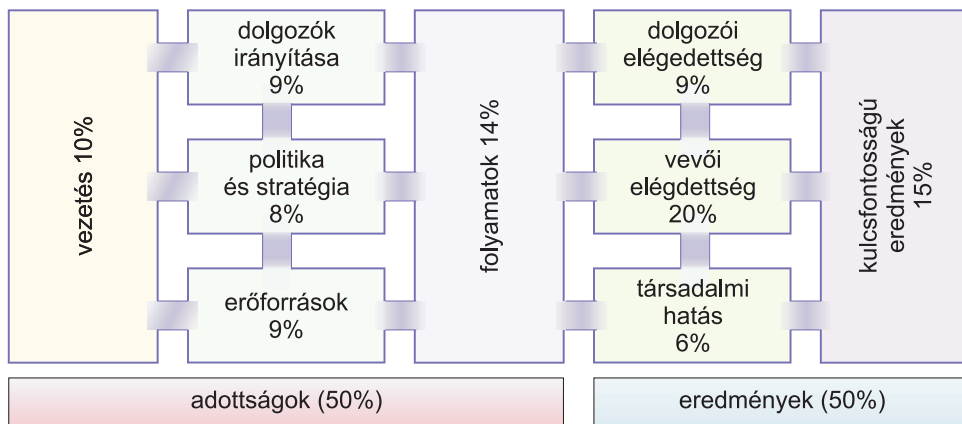 vezetés 10%
dolgozók
irányítása
9%
politika
és stratégia
8%
erőforrások
9%
folyamatok 14%
dolgozói
elégedettség
9%
vevői
elégdettség
20%
társadalmi
hatás
6%
kulcsfontosságú
eredmények
15%
adottságok (50%)
eredmények (50%)